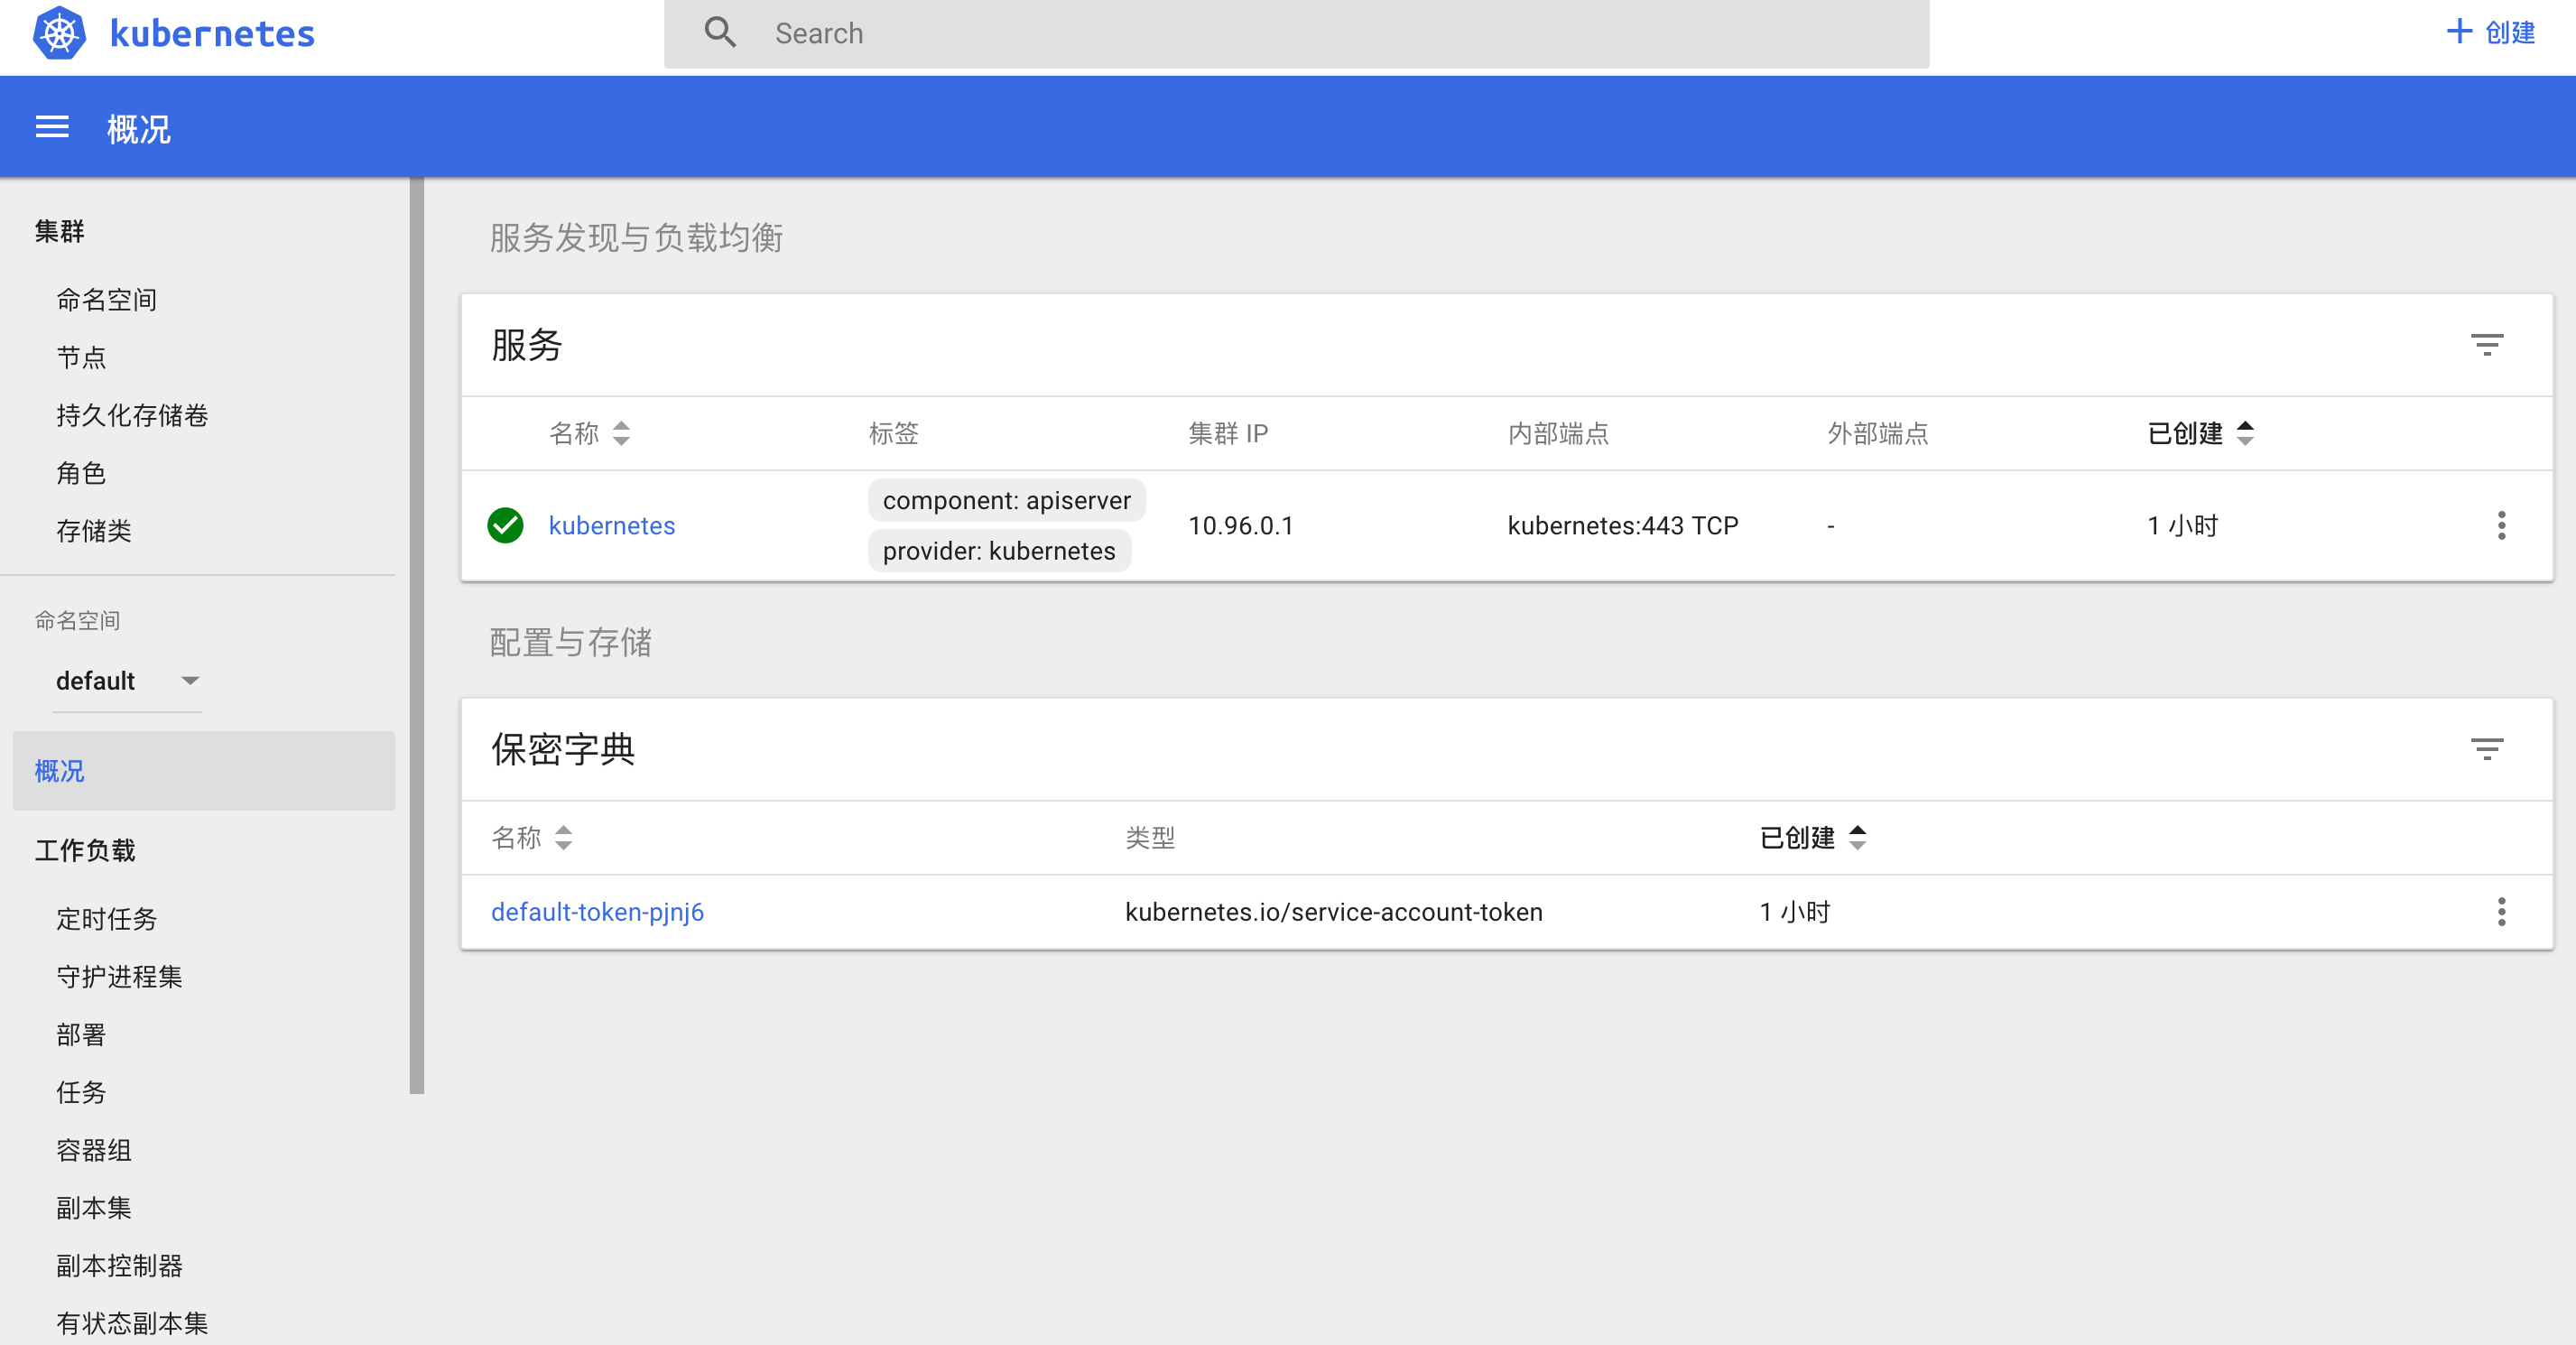 kubernetes
Search
创建
概况
集群
命名空间
节点
持久化存储卷
角色
存储类
命名空间
default
概况
工作负载
定时任务
守护进程集
部署
任务
容器组
副本集
副本控制器
有状态副本集
服务发现与负载均衡
服务
名称 标签 集群 IP 内部端点 外部端点 已创建
kubernetes component: apiserver 10.96.0.1 kubernetes:443 TCP - 1 小时
provider: kubernetes
配置与存储
保密字典
名称 类型 已创建
default-token-pjnj6 kubernetes.io/service-account-token 1 小时